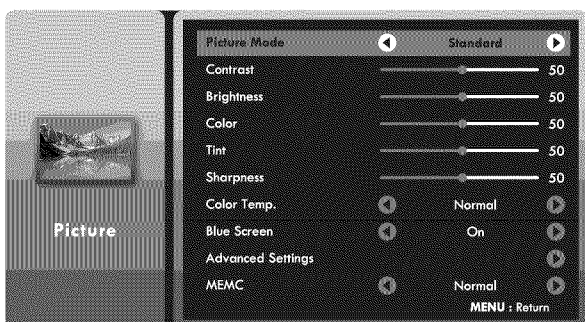 Picture Mode Standard
Contrast 50
Brightness 50
Color 50
Tint 50
Sharpness 50
Color Temp. Normal
Picture
Blue Screen On
Advanced Settings
MEMC Normal
MENU : Return